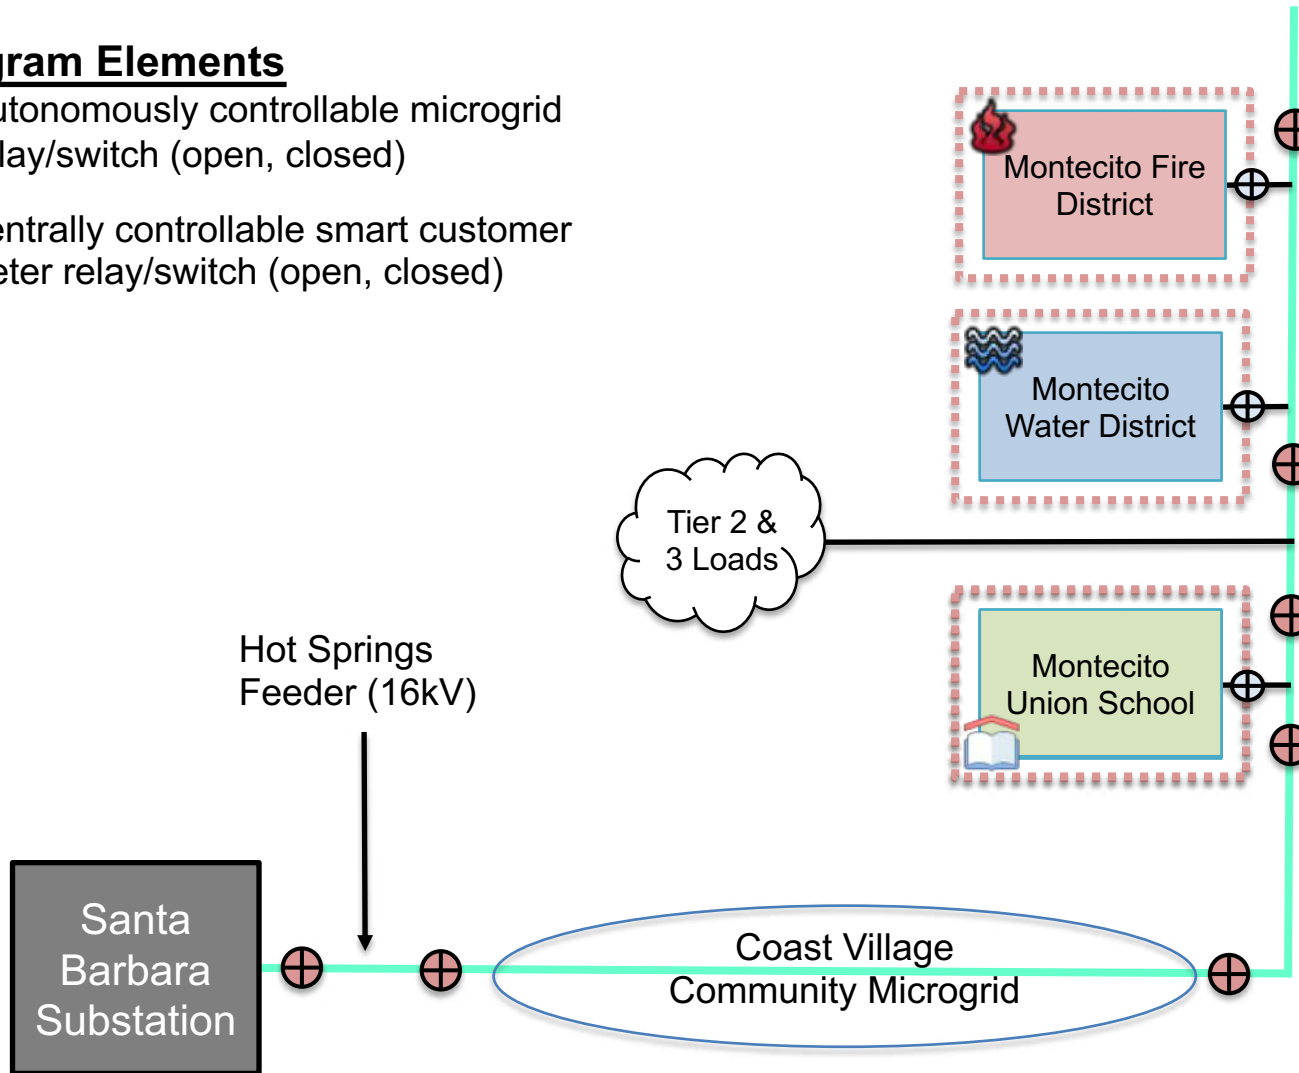 gram Elements
utonomously controllable microgrid
lay/switch (open, closed)
entrally controllable smart customer
eter relay/switch (open, closed)
Montecito Fire
District
Montecito
Water District
Tier 2 &
3 Loads
Montecito
Union School
Hot Springs
Feeder (16kV)
Santa
Barbara
Substation
Coast Village
Community Microgrid